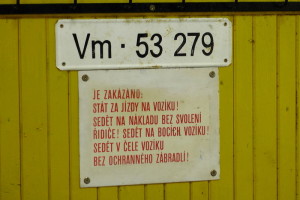 Vm · 53 279
JE ZAKÁZÁNO:
STÁT ZA JÍZDY NA VOZÍKU!
SEDĚT NA NÁKLADU BEZ SVOLENÍ
ŘIDIČE! SEDĚT NA BOCÍCH VOZÍKU!
SEDĚT V ČELE VOZÍKU
BEZ OCHRANNÉHO ZÁBRADLÍ!